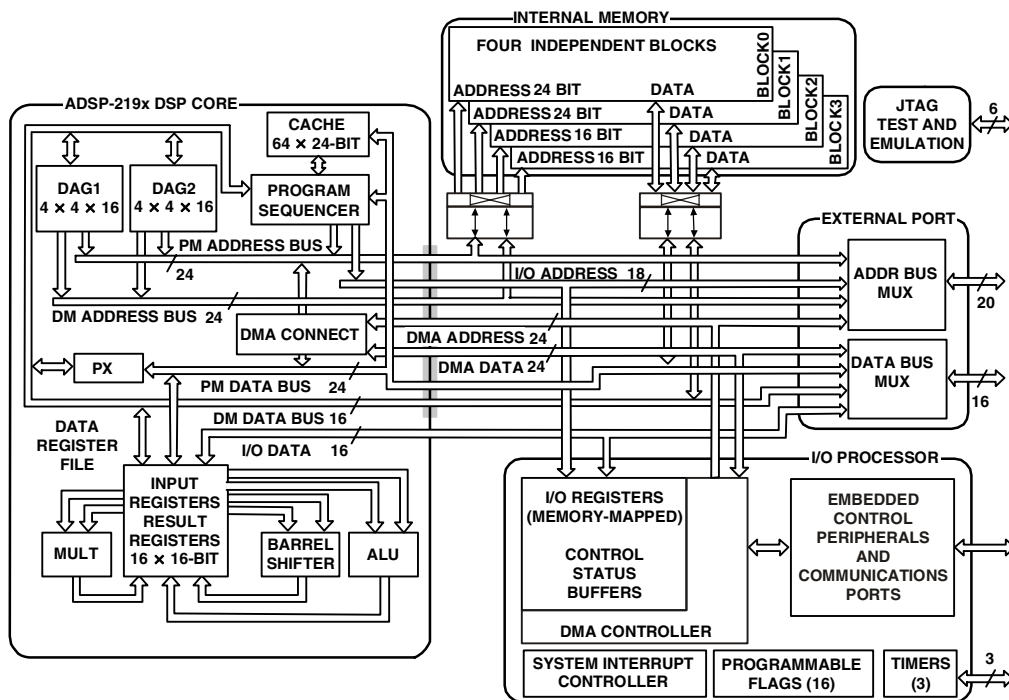 INTERNAL MEMORY
FOUR INDEPENDENT BLOCKS
BLOCK0
ADDRESS 24 BIT
DATA
BLOCK1
ADDRESS 24 BIT
DATA
BLOCK2
ADDRESS 16 BIT
DATA
BLOCK3
ADDRESS 16 BIT
DATA
JTAG
TEST AND
EMULATION
6
ADSP-219x DSP CORE
CACHE
64 × 24-BIT
DAG1
4 × 4 × 16
DAG2
4 × 4 × 16
PROGRAM
SEQUENCER
EXTERNAL PORT
PM ADDRESS BUS
24
I/O ADDRESS 18
ADDR BUS
MUX
20
DM ADDRESS BUS 24
DMA CONNECT
DMA ADDRESS 24
DMA DATA 24
PX
PM DATA BUS 24
DATA BUS
MUX
16
DM DATA BUS 16
I/O DATA 16
DATA
REGISTER
FILE
INPUT
REGISTERS
RESULT
REGISTERS
16 × 16-BIT
MULT
BARREL
SHIFTER
ALU
I/O PROCESSOR
I/O REGISTERS
(MEMORY-MAPPED)
CONTROL
STATUS
BUFFERS
DMA CONTROLLER
EMBEDDED
CONTROL
PERIPHERALS
AND
COMMUNICATIONS
PORTS
SYSTEM INTERRUPT
CONTROLLER
PROGRAMMABLE
FLAGS (16)
TIMERS
(3)
3